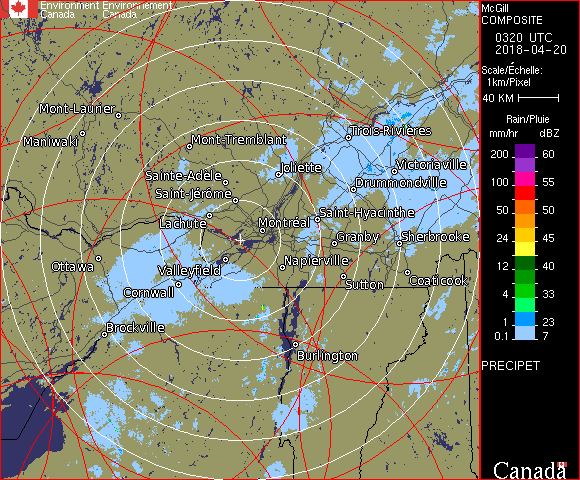 Environment Environnement
Canada Canada
McGill
COMPOSITE
0320 UTC
2018-04-20
Scale/Échelle:
1km/Pixel
40 KM
Rain/Pluie
mm/hr dBZ
200 60
100 55
50 50
24 45
12 40
4 33
1 23
0.1 7
PRECIPET
Canada
Mont-Laurier
Maniwaki
Mont-Tremblant
Trois-Rivières
Joliette
Victoriaville
Sainte-Adèle
Drummondville
Saint-Jérôme
Saint-Hyacinthe
Lachute
Montréal
Granby
Sherbrooke
Ottawa
Valleyfield
Napierville
Cornwall
Sutton
Coaticook
Brockville
Burlington